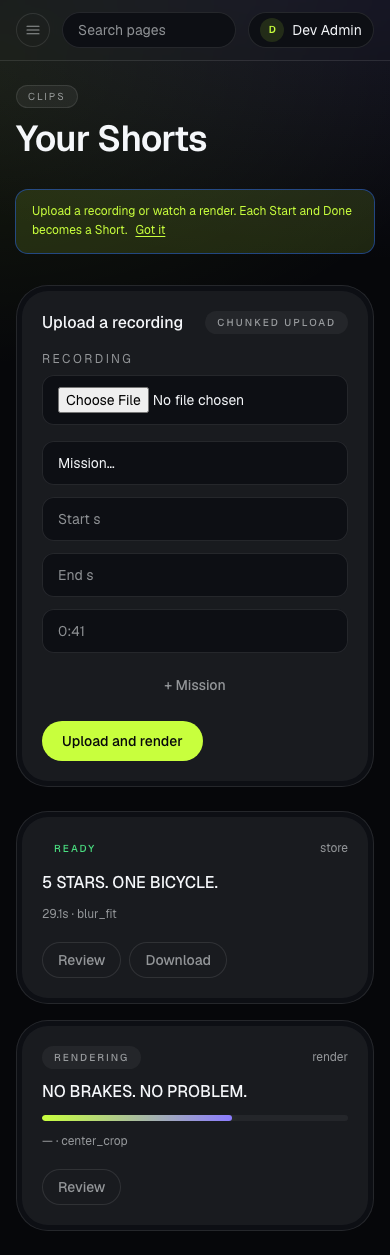 Search pages
D Dev Admin
CLIPS
Your Shorts
Upload a recording or watch a render. Each Start and Done
becomes a Short. Got it
Upload a recording
CHUNKED UPLOAD
RECORDING
Choose File No file chosen
Mission…
Start s
End s
0:41
+ Mission
Upload and render
READY
store
5 STARS. ONE BICYCLE.
29.1s · blur_fit
Review
Download
RENDERING
render
NO BRAKES. NO PROBLEM.
— · center_crop
Review